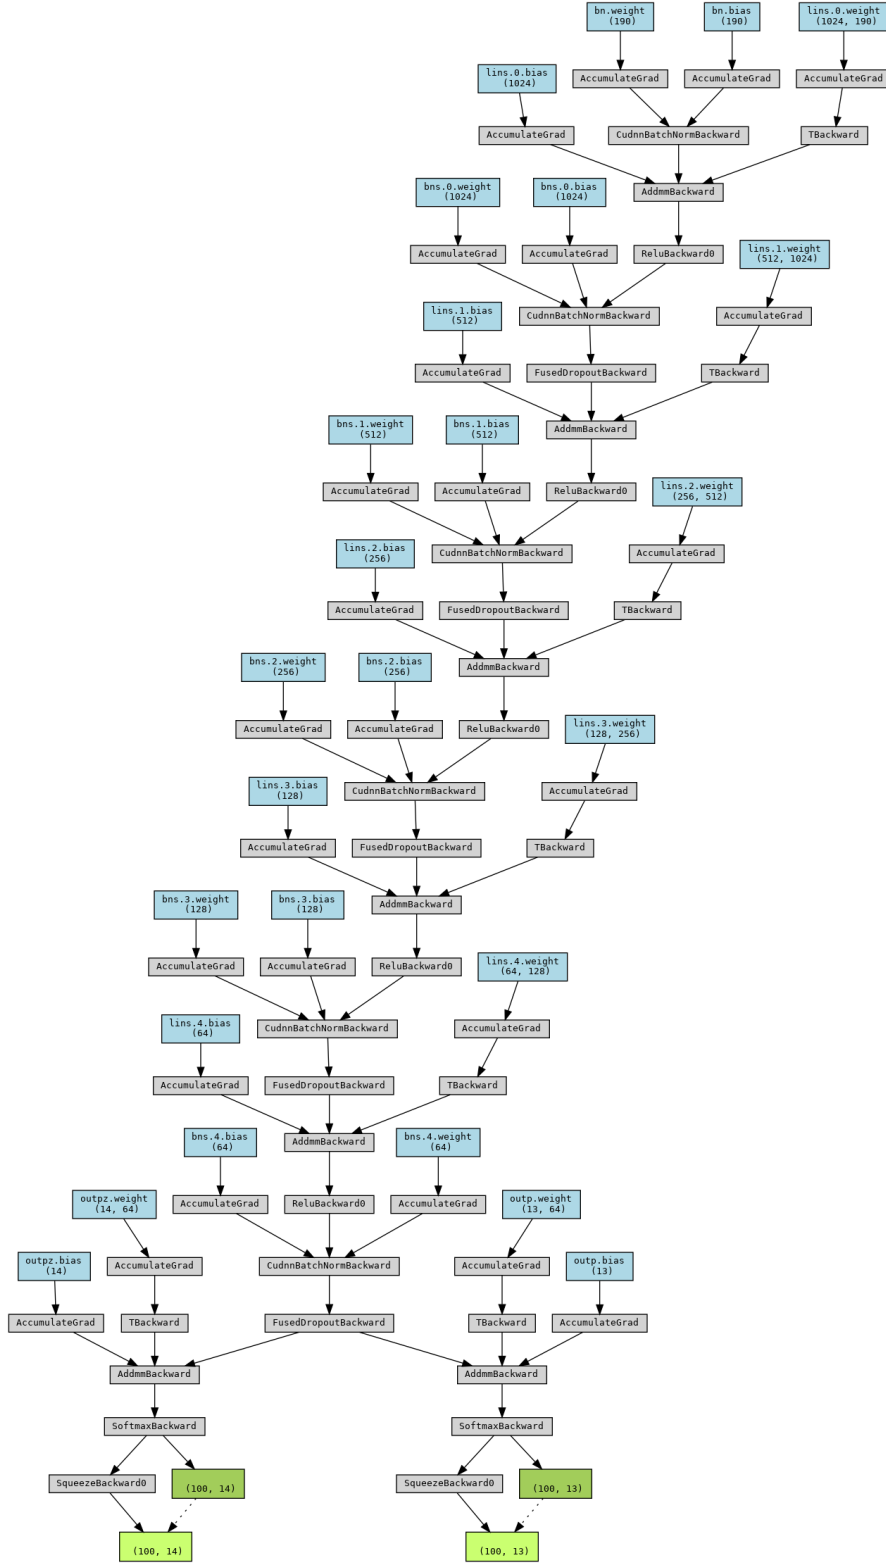 bn.weight
(190)
bn.bias
(190)
lins.0.weight
(1024, 190)
lins.0.bias
(1024)
AccumulateGrad
AccumulateGrad
AccumulateGrad
AccumulateGrad
CudnnBatchNormBackward
TBackward
bns.0.weight
(1024)
bns.0.bias
(1024)
AddmmBackward
AccumulateGrad
AccumulateGrad
ReluBackward0
lins.1.weight
(512, 1024)
lins.1.bias
(512)
CudnnBatchNormBackward
AccumulateGrad
AccumulateGrad
FusedDropoutBackward
TBackward
bns.1.weight
(512)
bns.1.bias
(512)
AddmmBackward
AccumulateGrad
AccumulateGrad
ReluBackward0
lins.2.weight
(256, 512)
lins.2.bias
(256)
CudnnBatchNormBackward
AccumulateGrad
AccumulateGrad
FusedDropoutBackward
TBackward
bns.2.weight
(256)
bns.2.bias
(256)
AddmmBackward
AccumulateGrad
AccumulateGrad
ReluBackward0
lins.3.weight
(128, 256)
lins.3.bias
(128)
CudnnBatchNormBackward
AccumulateGrad
AccumulateGrad
FusedDropoutBackward
TBackward
bns.3.weight
(128)
bns.3.bias
(128)
AddmmBackward
AccumulateGrad
AccumulateGrad
ReluBackward0
lins.4.weight
(64, 128)
lins.4.bias
(64)
CudnnBatchNormBackward
AccumulateGrad
AccumulateGrad
FusedDropoutBackward
TBackward
bns.4.bias
(64)
AddmmBackward
bns.4.weight
(64)
outpz.weight
(14, 64)
AccumulateGrad
ReluBackward0
AccumulateGrad
outp.weight
(13, 64)
outpz.bias
(14)
AccumulateGrad
CudnnBatchNormBackward
AccumulateGrad
outp.bias
(13)
AccumulateGrad
TBackward
FusedDropoutBackward
TBackward
AccumulateGrad
AddmmBackward
AddmmBackward
SoftmaxBackward
SoftmaxBackward
SqueezeBackward0
(100, 14)
SqueezeBackward0
(100, 13)
(100, 14)
(100, 13)